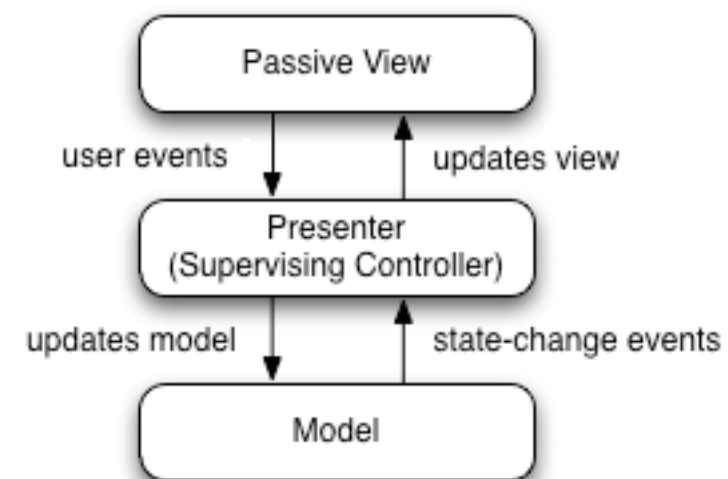 Passive View
user events
updates view
Presenter
(Supervising Controller)
updates model
state-change events
Model